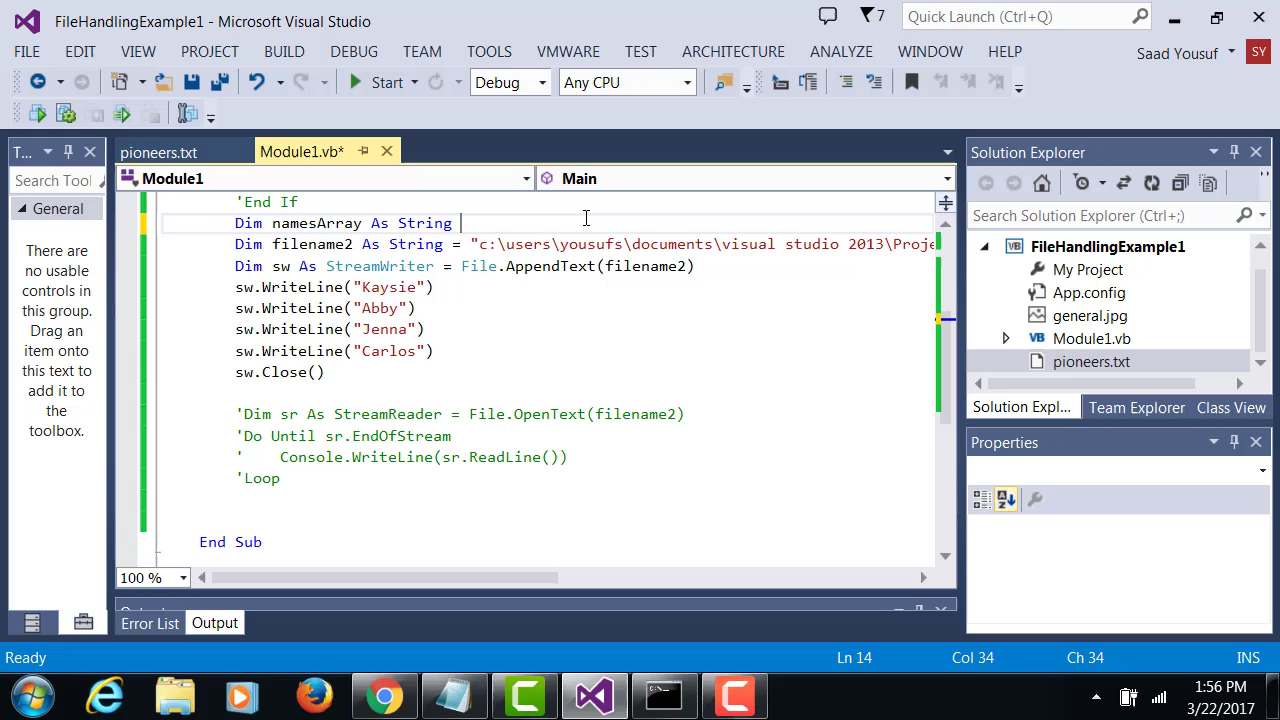 FileHandlingExample1 - Microsoft Visual Studio
7
Quick Launch (Ctrl+Q)
FILE EDIT VIEW PROJECT BUILD DEBUG TEAM TOOLS VMWARE TEST ARCHITECTURE ANALYZE WINDOW HELP
Saad Yousuf
SY
Start
Debug
Any CPU
T...
Search Tool
General
There are
no usable
controls in
this group.
Drag an
item onto
this text to
add it to
the
toolbox.
pioneers.txt
Module1.vb*
Module1
Main
'End If
Dim namesArray As String
Dim filename2 As String = "c:\users\yousufs\documents\visual studio 2013\Proje
Dim sw As StreamWriter = File.AppendText(filename2)
sw.WriteLine("Kaysie")
sw.WriteLine("Abby")
sw.WriteLine("Jenna")
sw.WriteLine("Carlos")
sw.Close()
'Dim sr As StreamReader = File.OpenText(filename2)
'Do Until sr.EndOfStream
'    Console.WriteLine(sr.ReadLine())
'Loop
End Sub
100 %
Error List
Output
Solution Explorer
Search Solution Explorer
FileHandlingExample1
My Project
App.config
general.jpg
VB Module1.vb
pioneers.txt
Solution Expl...
Team Explorer
Class View
Properties
Ready
Ln 14
Col 34
Ch 34
INS
1:56 PM
3/22/2017